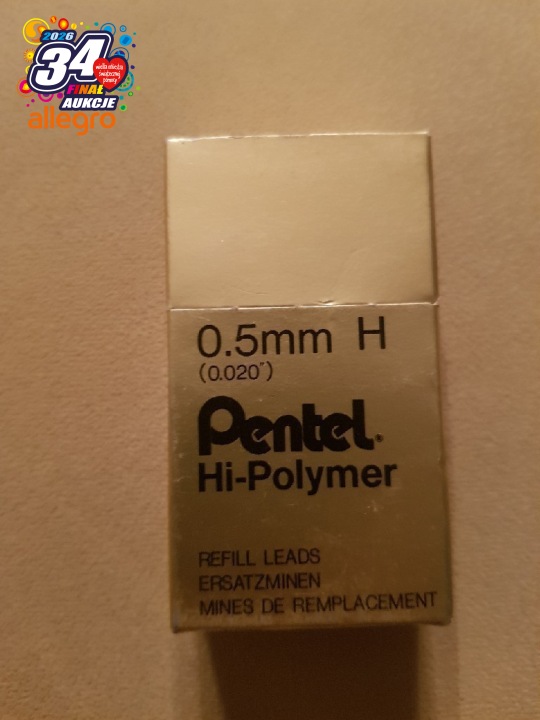 2026
34
FINAŁ
AUKCJE
allegro
0.5mm H
(0.020")
Pentel®
Hi-Polymer
REFILL LEADS
ERSATZMINEN
MINES DE REMPLACEMENT